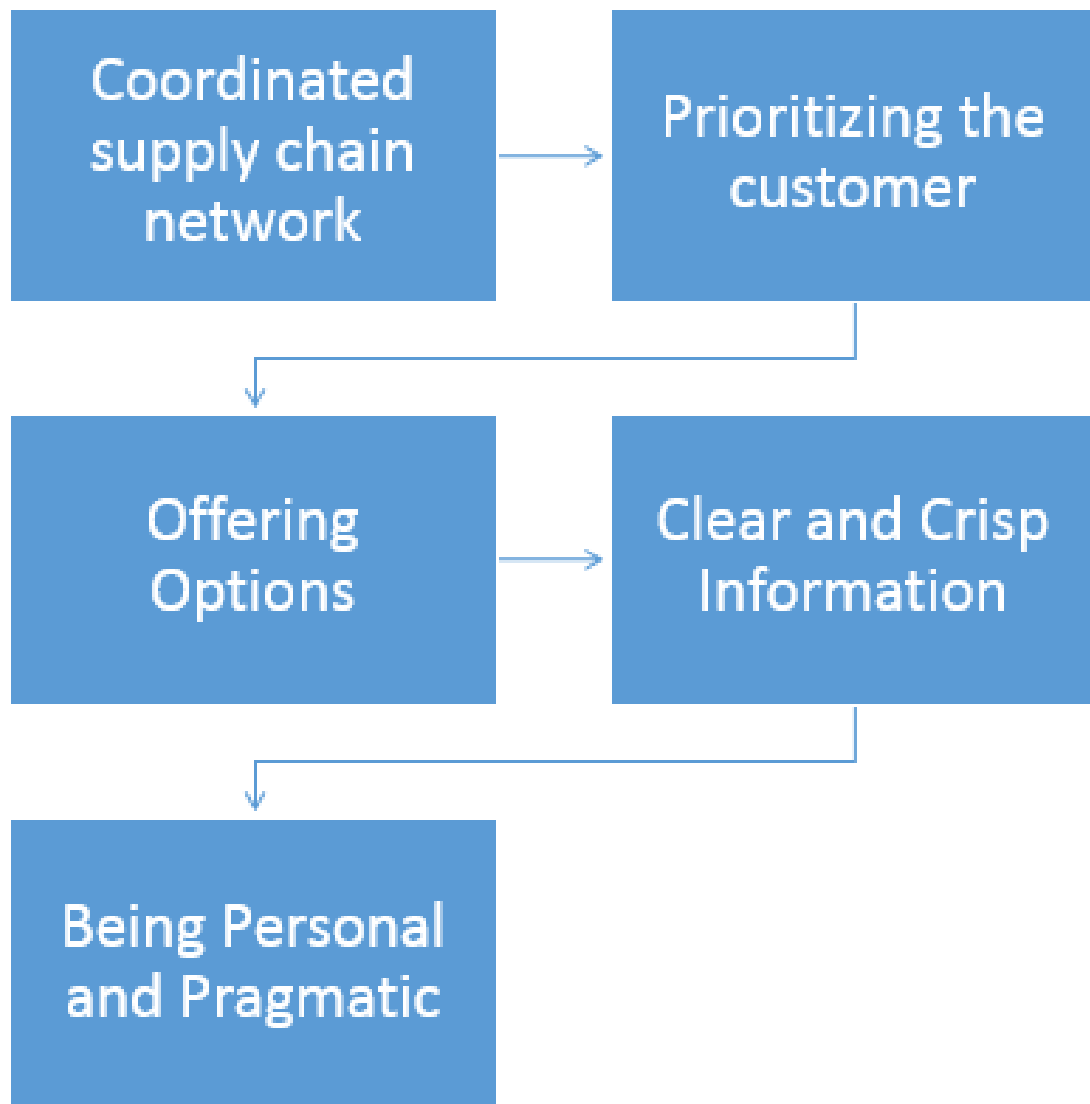 Coordinated
supply chain
network
Prioritizing the
customer
Offering
Options
Clear and Crisp
Information
Being Personal
and Pragmatic